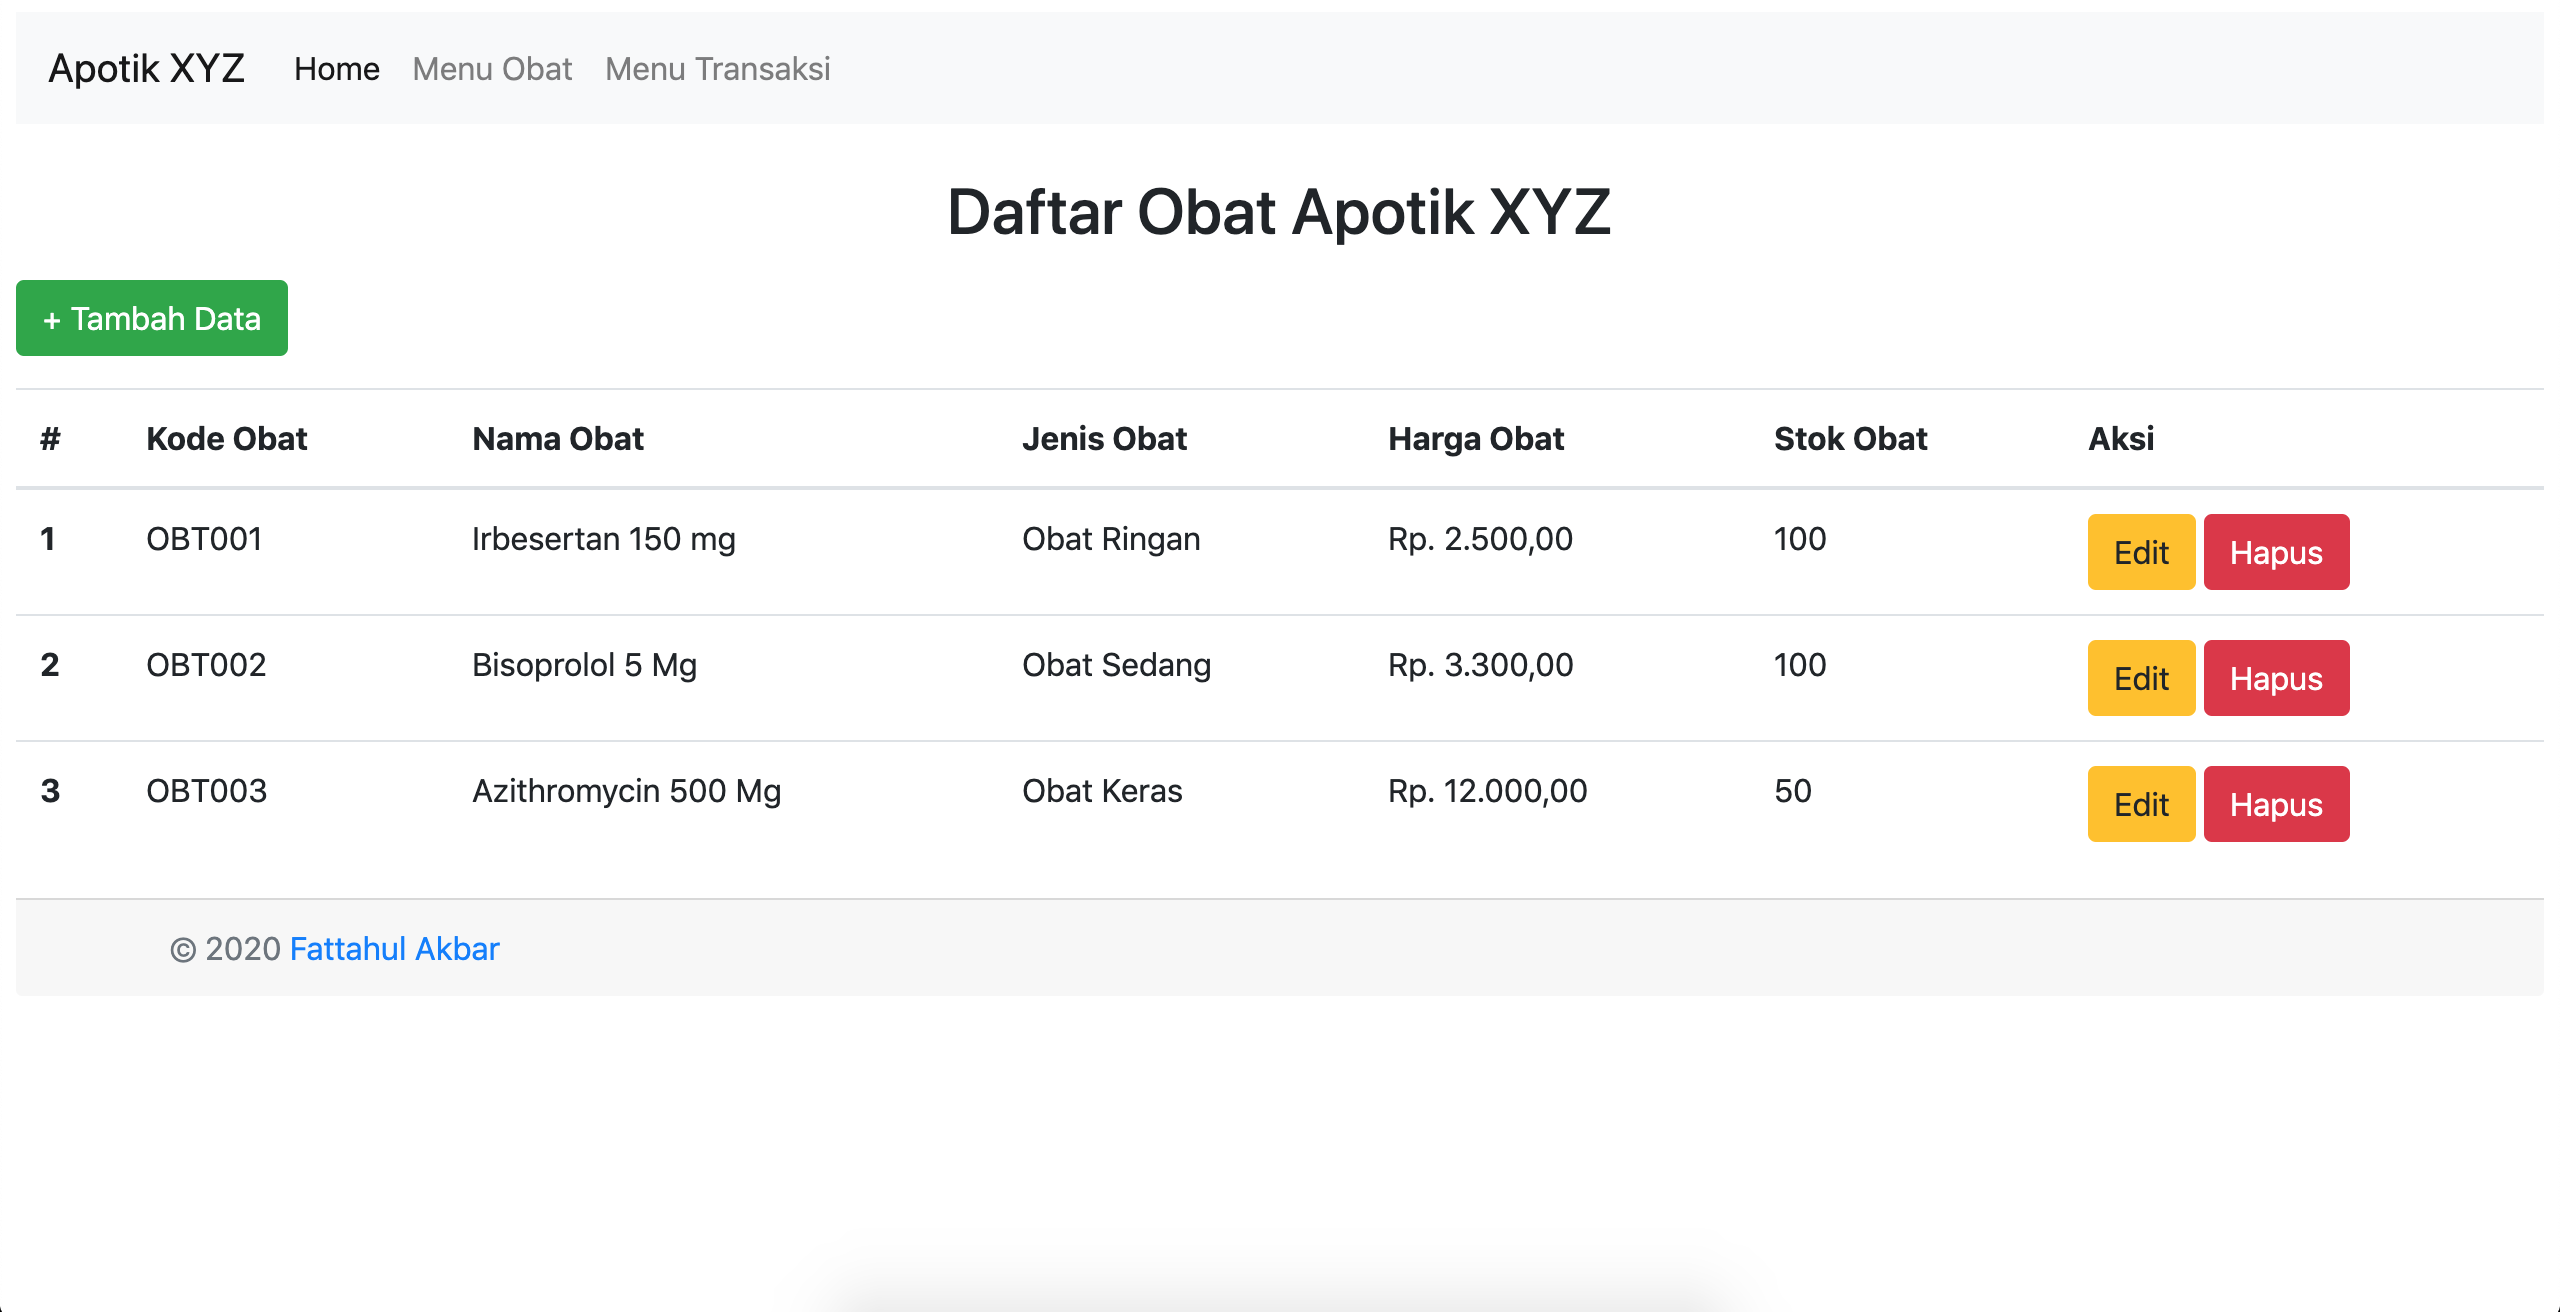 Apotik XYZ Home Menu Obat Menu Transaksi
Daftar Obat Apotik XYZ
+ Tambah Data
# Kode Obat Nama Obat Jenis Obat Harga Obat Stok Obat Aksi
1 OBT001 Irbesertan 150 mg Obat Ringan Rp. 2.500,00 100 Edit Hapus
2 OBT002 Bisoprolol 5 Mg Obat Sedang Rp. 3.300,00 100 Edit Hapus
3 OBT003 Azithromycin 500 Mg Obat Keras Rp. 12.000,00 50 Edit Hapus
© 2020 Fattahul Akbar